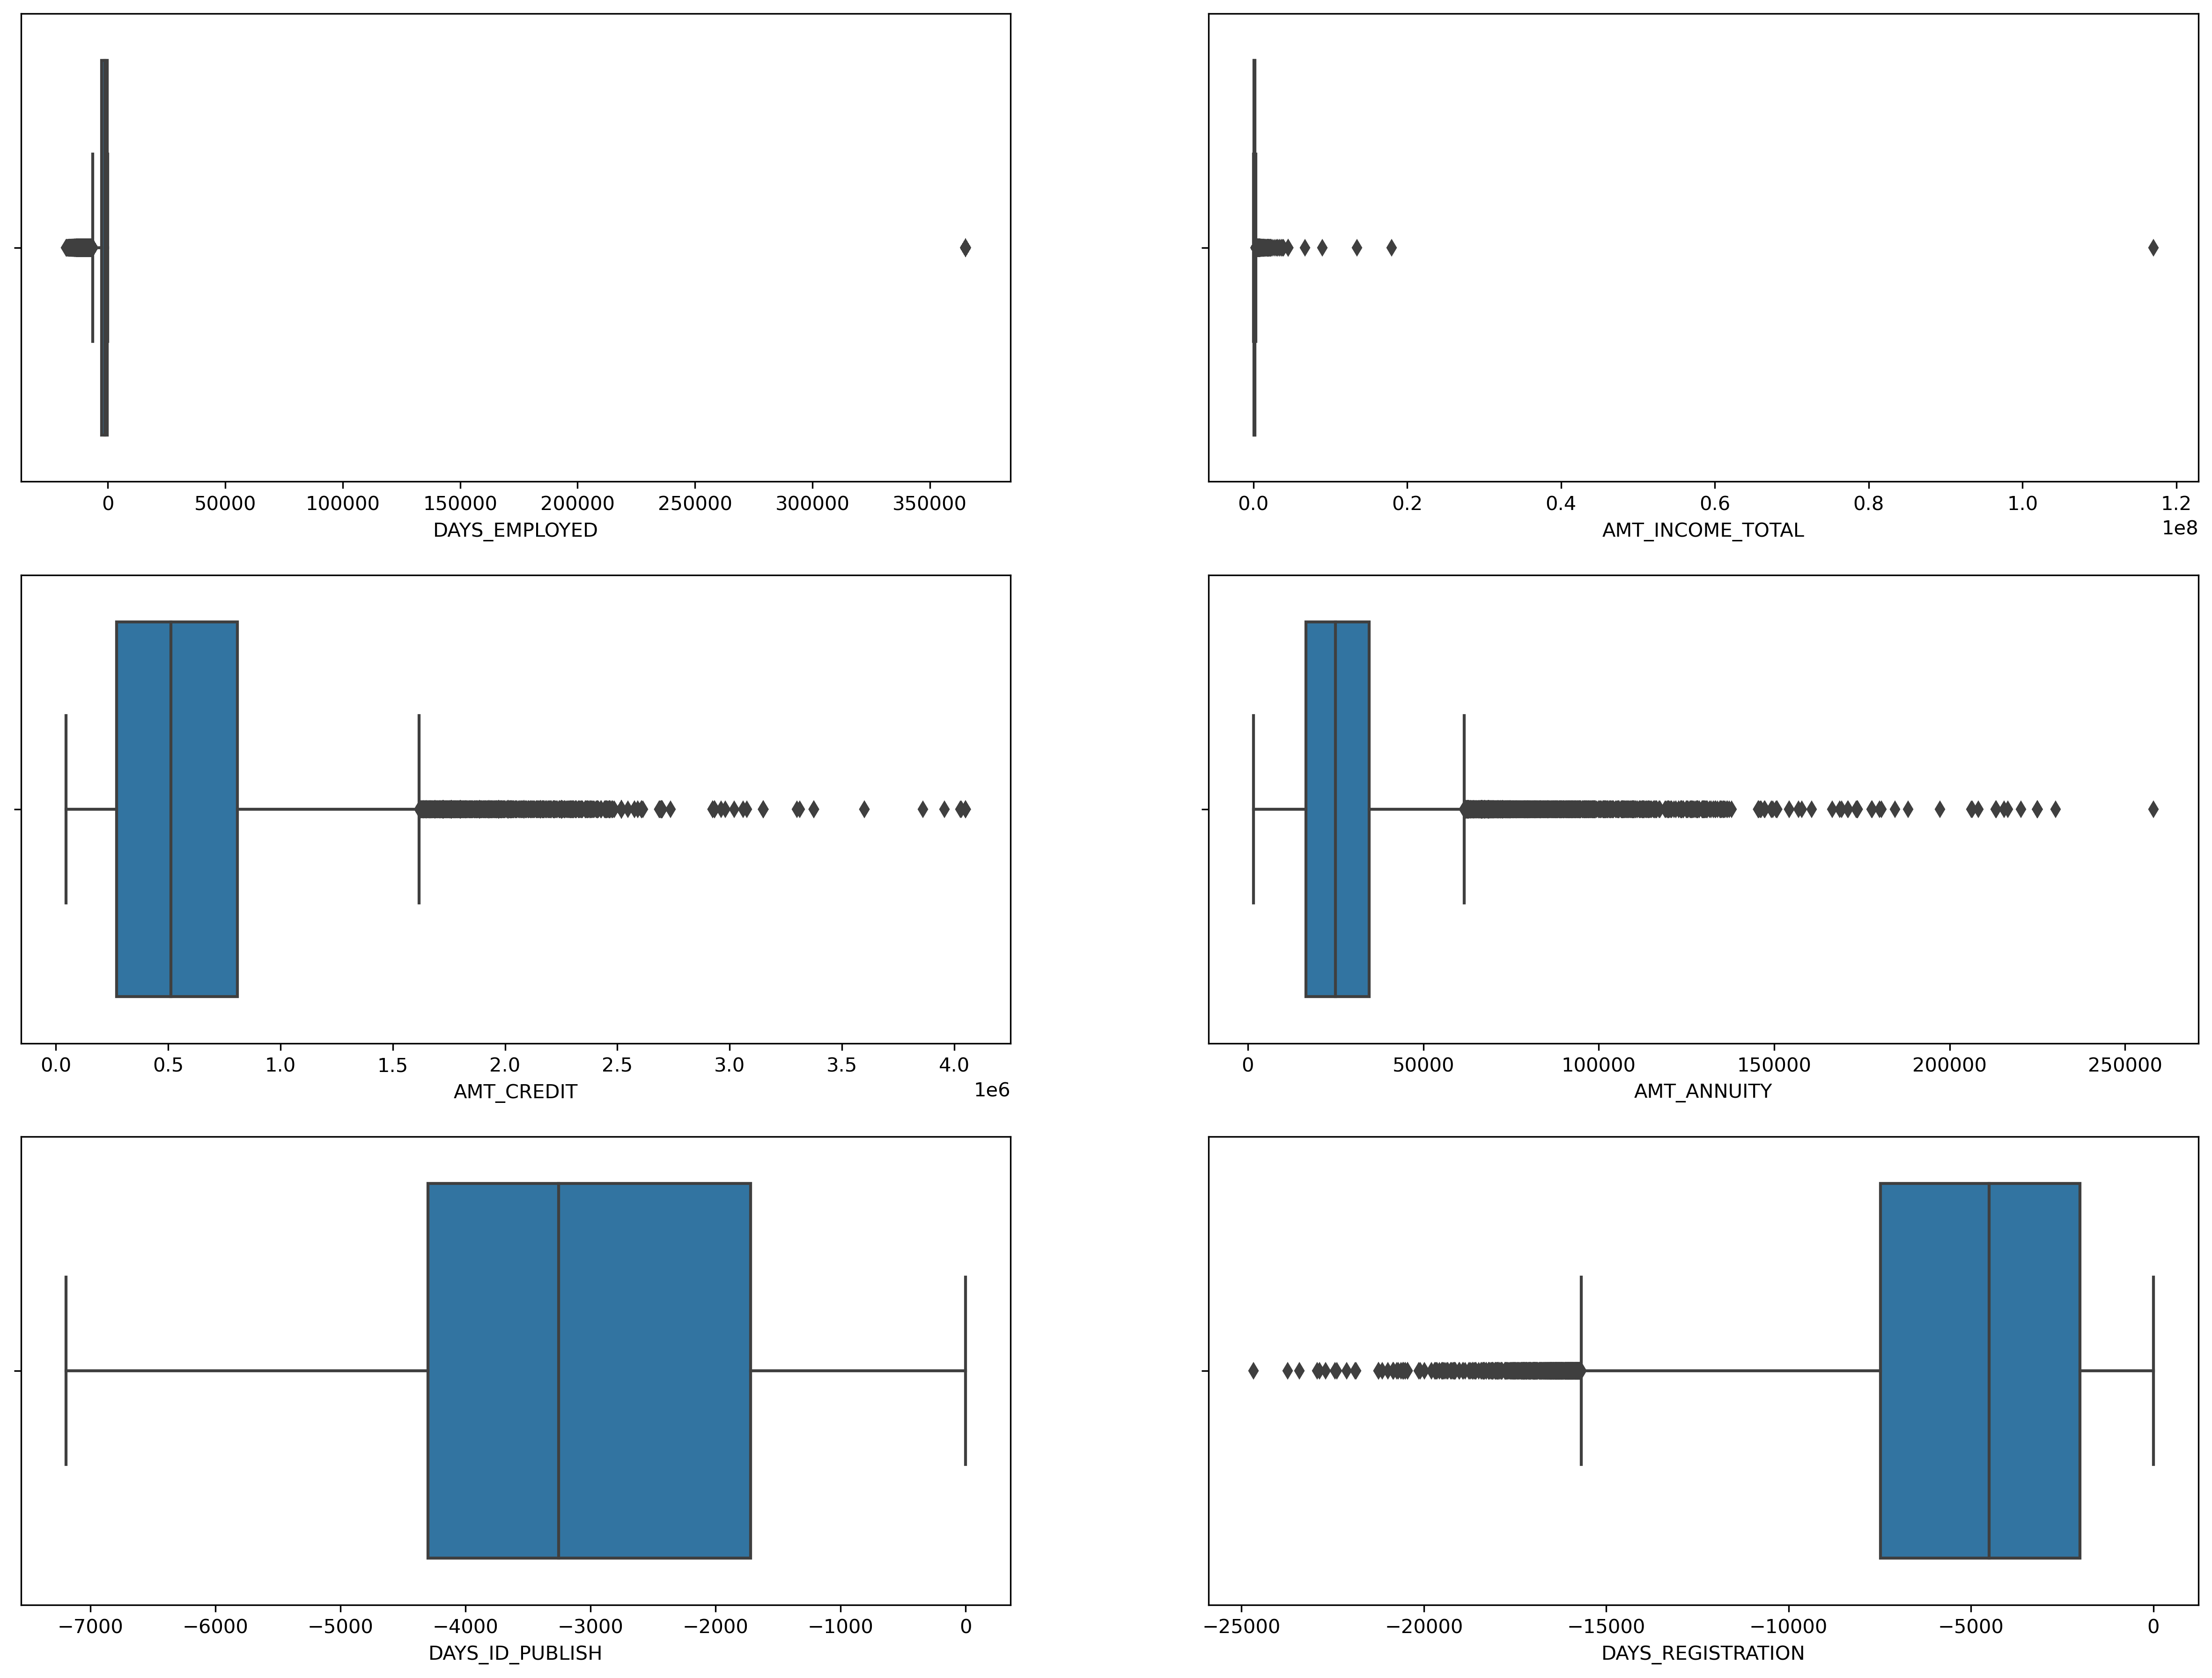 0 50000 100000 150000 200000 250000 300000 350000
DAYS_EMPLOYED
0.0 0.2 0.4 0.6 0.8 1.0 1.2
1e8
AMT_INCOME_TOTAL
0.0 0.5 1.0 1.5 2.0 2.5 3.0 3.5 4.0
1e6
AMT_CREDIT
0 50000 100000 150000 200000 250000
AMT_ANNUITY
−7000 −6000 −5000 −4000 −3000 −2000 −1000 0
DAYS_ID_PUBLISH
−25000 −20000 −15000 −10000 −5000 0
DAYS_REGISTRATION